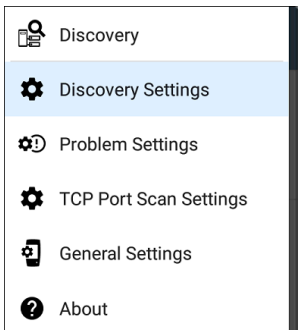 Discovery
Discovery Settings
Problem Settings
TCP Port Scan Settings
General Settings
About